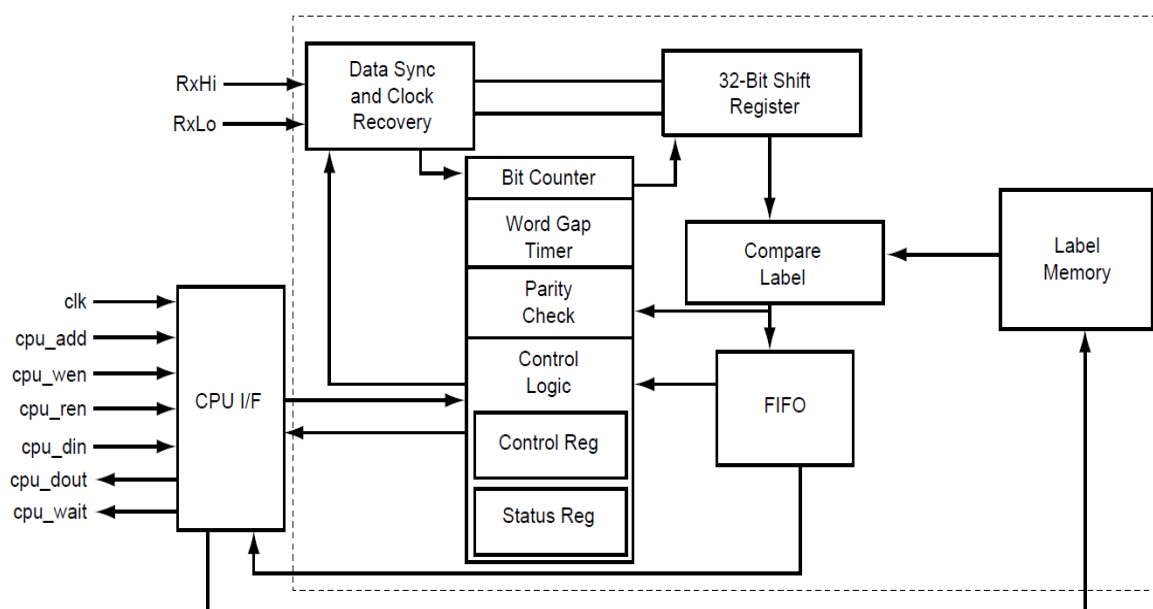 RxHi
RxLo
Data Sync
and Clock
Recovery
32-Bit Shift
Register
Bit Counter
Word Gap
Timer
Parity
Check
Control
Logic
Control Reg
Status Reg
Compare
Label
FIFO
Label
Memory
clk
cpu_add
cpu_wen
cpu_ren
cpu_din
cpu_dout
cpu_wait
CPU I/F